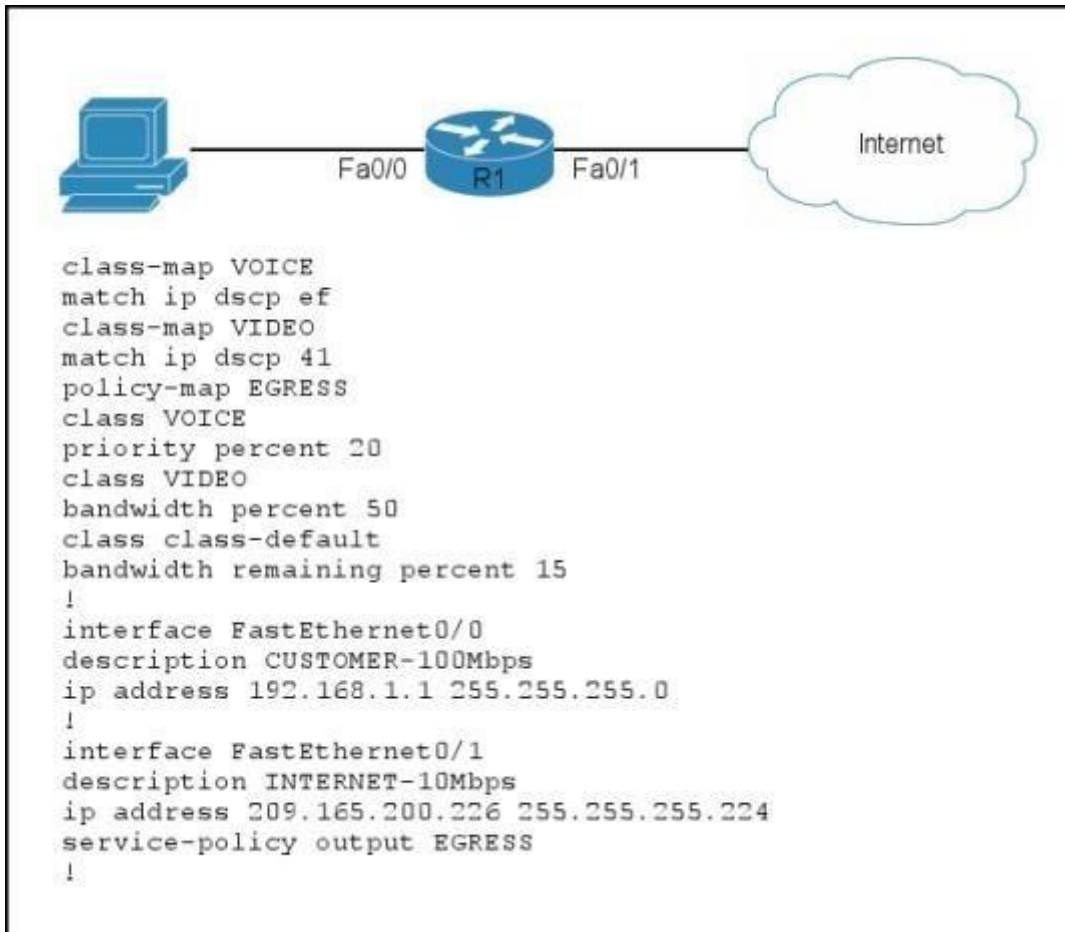 Internet
Fa0/0
R1
Fa0/1
class-map VOICE
match ip dscp ef
class-map VIDEO
match ip dscp 41
policy-map EGRESS
class VOICE
priority percent 20
class VIDEO
bandwidth percent 50
class class-default
bandwidth remaining percent 15
!
interface FastEthernet0/0
description CUSTOMER-100Mbps
ip address 192.168.1.1 255.255.255.0
!
interface FastEthernet0/1
description INTERNET-10Mbps
ip address 209.165.200.226 255.255.255.224
service-policy output EGRESS
!